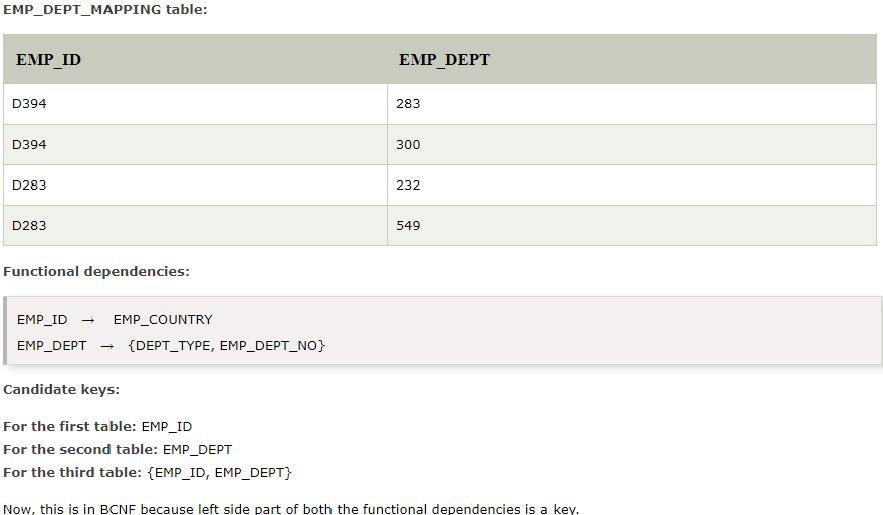 EMP_DEPT_MAPPING table:
EMP_ID EMP_DEPT
D394 283
D394 300
D283 232
D283 549
Functional dependencies:
EMP_ID → EMP_COUNTRY
EMP_DEPT → {DEPT_TYPE, EMP_DEPT_NO}
Candidate keys:
For the first table: EMP_ID
For the second table: EMP_DEPT
For the third table: {EMP_ID, EMP_DEPT}
Now, this is in BCNF because left side part of both the functional dependencies is a key.